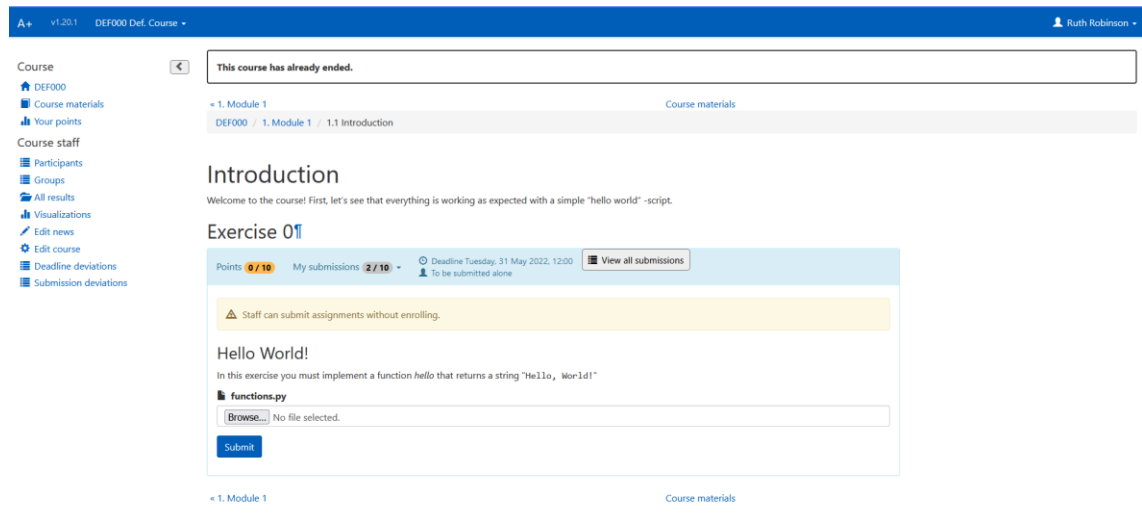 A+ v1.20.1 DEF000 Def. Course Ruth Robinson
Course
DEF000
Course materials
Your points
Course staff
Participants
Groups
All results
Visualizations
Edit news
Edit course
Deadline deviations
Submission deviations
This course has already ended.
« 1. Module 1 Course materials
DEF000 / 1. Module 1 / 1.1 Introduction
Introduction
Welcome to the course! First, let's see that everything is working as expected with a simple "hello world" -script.
Exercise 0¶
Points 0 / 10 My submissions 2 / 10 Deadline Tuesday, 31 May 2022, 12:00 View all submissions
To be submitted alone
Staff can submit assignments without enrolling.
Hello World!
In this exercise you must implement a function hello that returns a string "Hello, World!"
functions.py
Browse... No file selected.
Submit
« 1. Module 1 Course materials